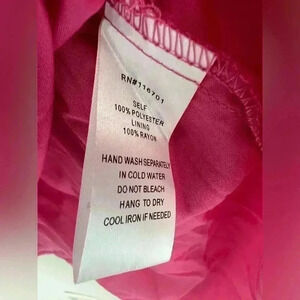 RN#116701
SELF
100% POLYESTER
LINING
100% RAYON
HAND WASH SEPARATELY
IN COLD WATER
DO NOT BLEACH
HANG TO DRY
COOL IRON IF NEEDED